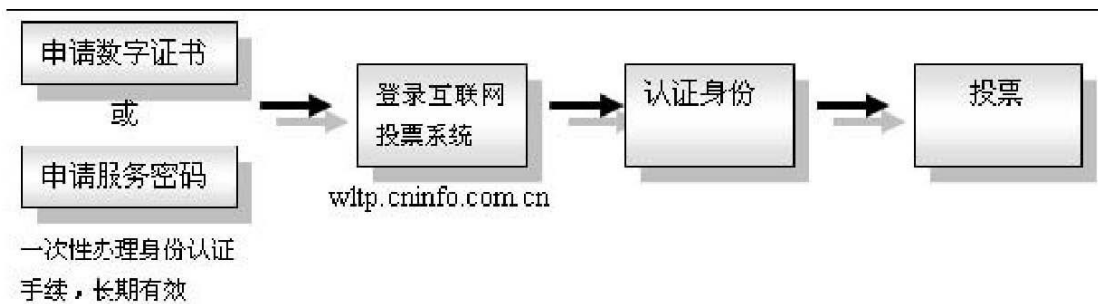 申请数字证书
或
申请服务密码
一次性办理身份认证
手续，长期有效
登录互联网
投票系统
wltp.cninfo.com.cn
认证身份
投票